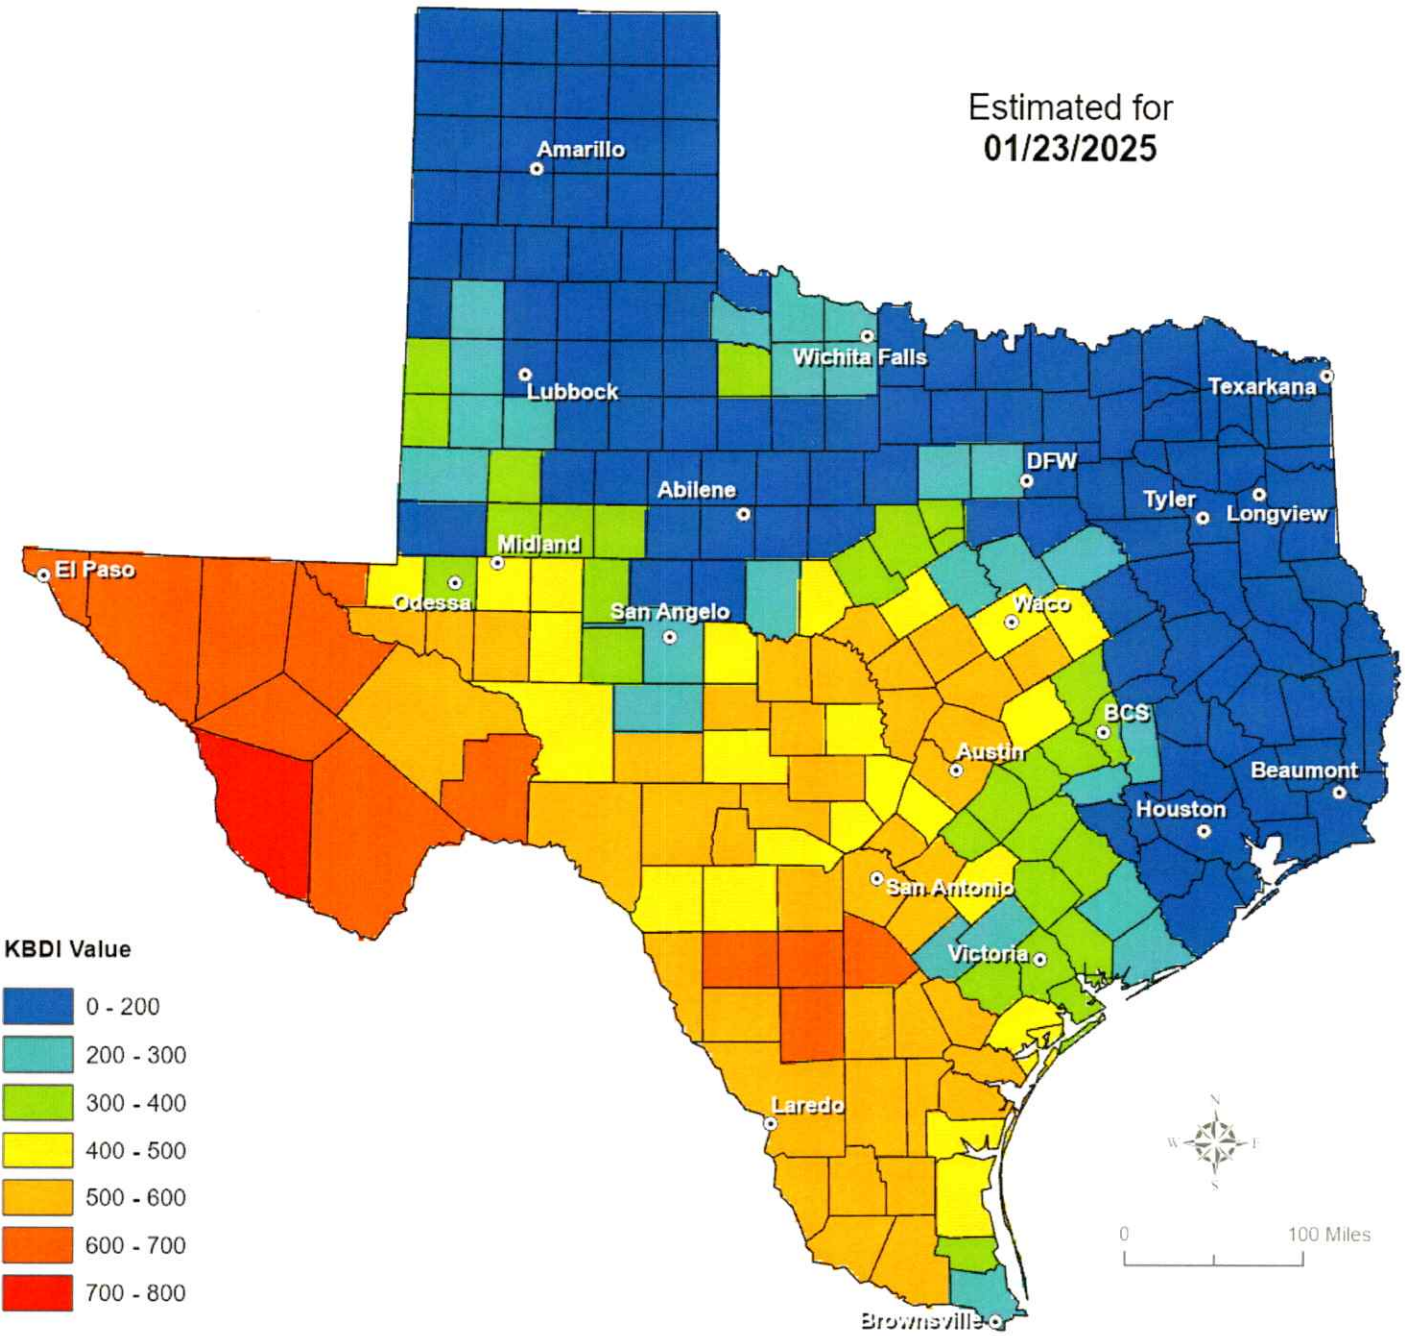 Estimated for
01/23/2025
Amarillo
Wichita Falls
Lubbock
Texarkana
DFW
Abilene
Tyler
Longview
Midland
El Paso
Odessa
San Angelo
Waco
BCS
Austin
Beaumont
Houston
San Antonio
Victoria
KBDI Value
0 - 200
200 - 300
300 - 400
400 - 500
500 - 600
600 - 700
700 - 800
Laredo
N
W
E
S
0
100 Miles
Brownsville